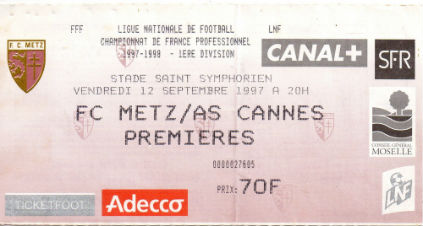 FFF LIGUE NATIONALE DE FOOTBALL LNF
CHAMPIONNAT DE FRANCE PROFESSIONNEL
1997-1998 - 1ERE DIVISION
F C METZ
CANAL+
SFR
STADE SAINT SYMPHORIEN
VENDREDI 12 SEPTEMBRE 1997 A 20H
FC METZ/AS CANNES
PREMIERES
CONSEIL GÉNÉRAL
MOSELLE
0000027605
PRIX: 70F
LNF
TICKETFOOT
Adecco